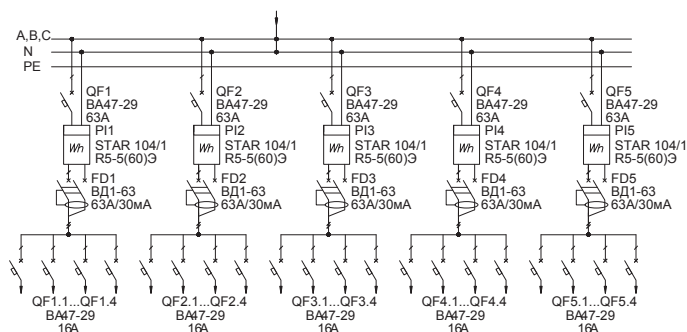 A,B,C
N
PE
QF1
ВА47-29
63А
PI1
Wh
STAR 104/1
R5-5(60)Э
FD1
ВД1-63
63А/30мА
QF1.1...QF1.4
ВА47-29
16А
QF2
ВА47-29
63А
PI2
Wh
STAR 104/1
R5-5(60)Э
FD2
ВД1-63
63А/30мА
QF2.1...QF2.4
ВА47-29
16А
QF3
ВА47-29
63А
PI3
Wh
STAR 104/1
R5-5(60)Э
FD3
ВД1-63
63А/30мА
QF3.1...QF3.4
ВА47-29
16А
QF4
ВА47-29
63А
PI4
Wh
STAR 104/1
R5-5(60)Э
FD4
ВД1-63
63А/30мА
QF4.1...QF4.4
ВА47-29
16А
QF5
ВА47-29
63А
PI5
Wh
STAR 104/1
R5-5(60)Э
FD5
ВД1-63
63А/30мА
QF5.1...QF5.4
ВА47-29
16А